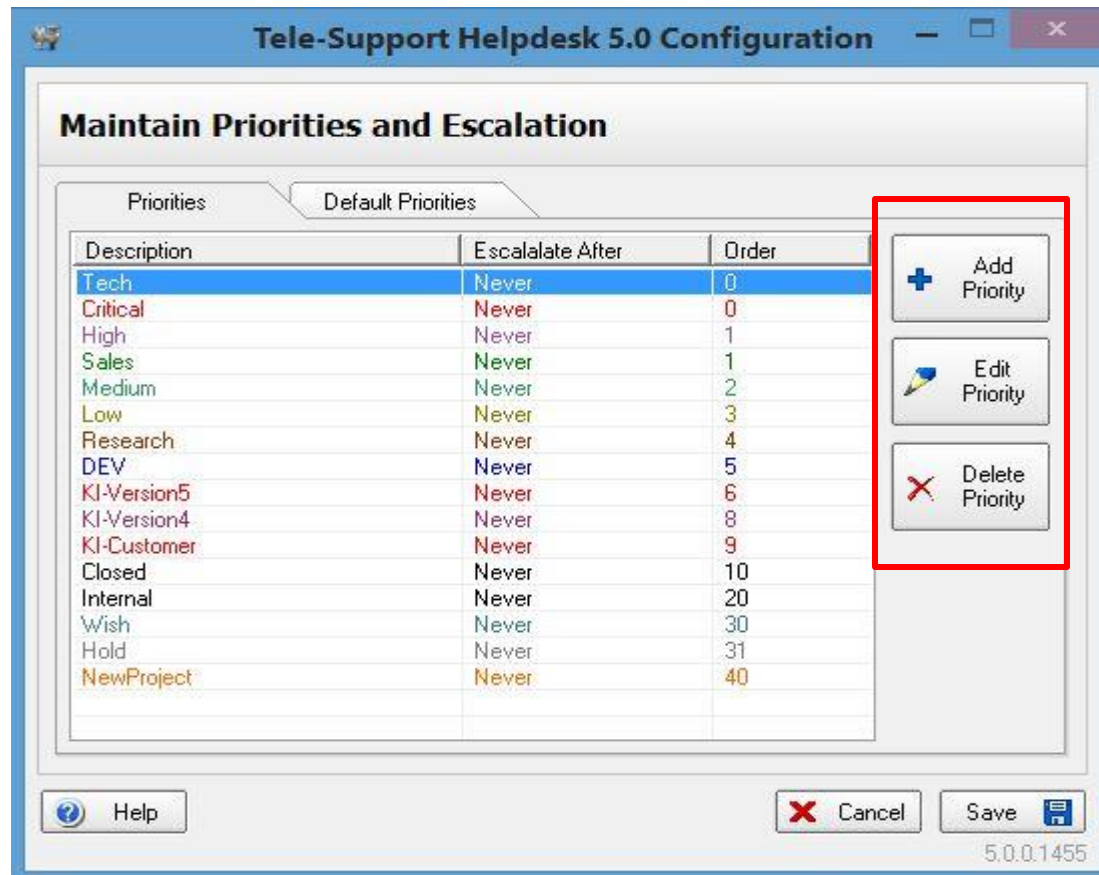 Tele-Support Helpdesk 5.0 Configuration
Maintain Priorities and Escalation
Priorities Default Priorities
Description Escalalate After Order
Tech Never 0
Critical Never 0
High Never 1
Sales Never 1
Medium Never 2
Low Never 3
Research Never 4
DEV Never 5
KI-Version5 Never 6
KI-Version4 Never 8
KI-Customer Never 9
Closed Never 10
Internal Never 20
Wish Never 30
Hold Never 31
NewProject Never 40
Add
Priority
Edit
Priority
Delete
Priority
Help Cancel Save
5.0.0.1455